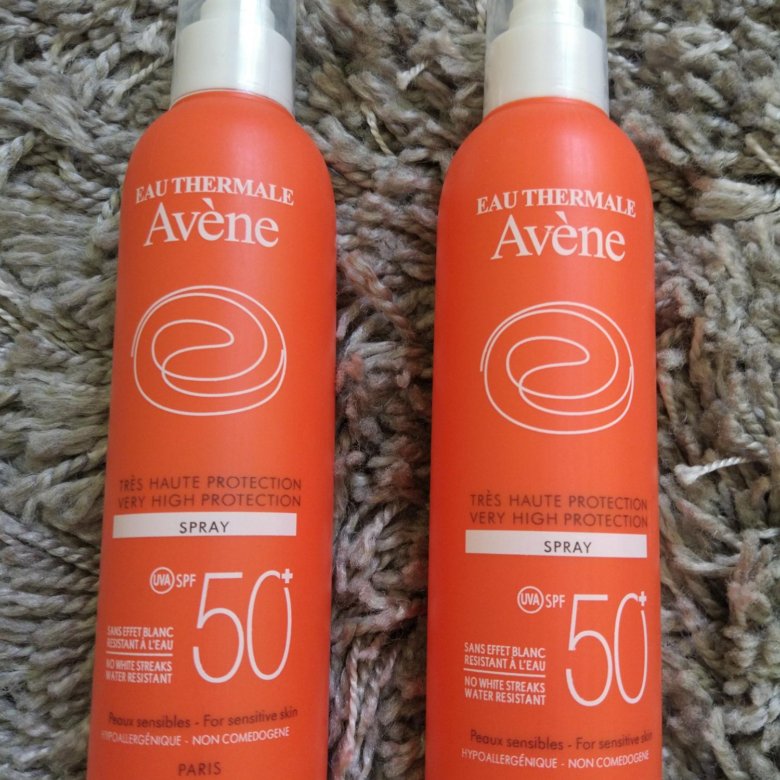 EAU THERMALE
Avène
TRÈS HAUTE PROTECTION
VERY HIGH PROTECTION
SPRAY
UVA SPF 50+
SANS EFFET BLANC
RESISTANT À L'EAU
NO WHITE STREAKS
WATER RESISTANT
Peaux sensibles - For sensitive skin
HYPOALLERGÉNIQUE - NON COMEDOGENE
PARIS
EAU THERMALE
Avène
TRÈS HAUTE PROTECTION
VERY HIGH PROTECTION
SPRAY
UVA SPF 50+
SANS EFFET BLANC
RESISTANT À L'EAU
NO WHITE STREAKS
WATER RESISTANT
Peaux sensibles - For sensitive skin
HYPOALLERGÉNIQUE - NON COMEDOGENE